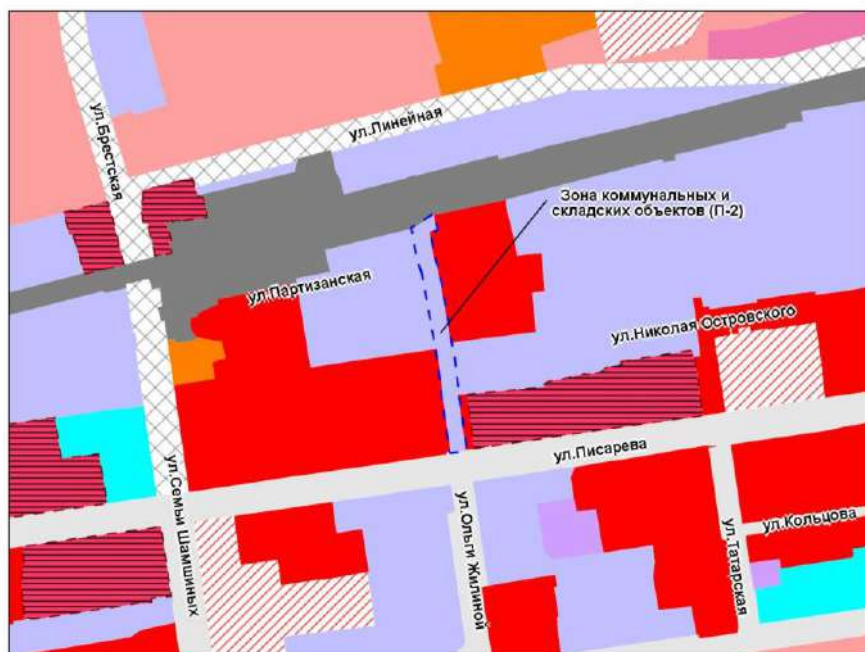 ул.Брестская
ул.Линейная
Зона коммунальных и
складских объектов (П-2)
ул.Партизанская
ул.Николая Островского
ул.Писарева
ул.Семьи Шамшиных
ул.Ольги Жилиной
ул.Татарская
ул.Кольцова